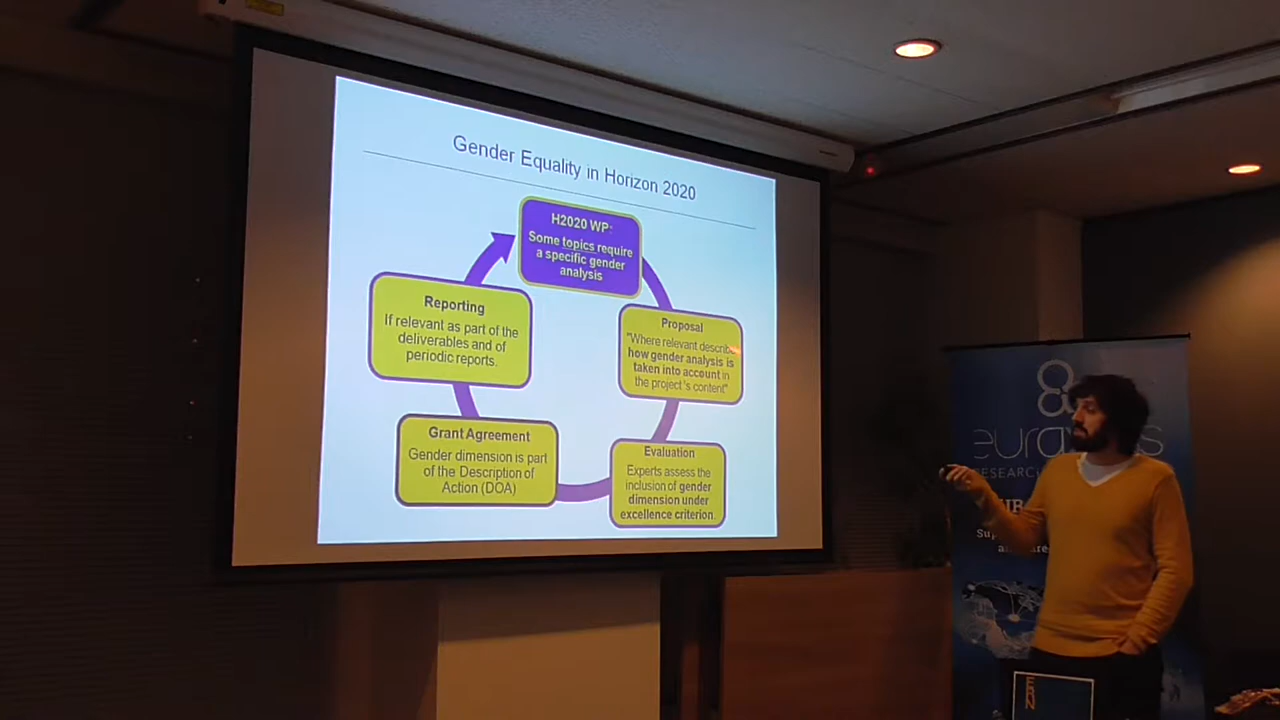 Gender Equality in Horizon 2020
H2020 WP:
Some topics require
a specific gender
analysis
Proposal
"Where relevant describe
how gender analysis is
taken into account in
the project's content"
Evaluation
Experts assess the
inclusion of gender
dimension under
excellence criterion.
Grant Agreement
Gender dimension is part
of the Description of
Action (DOA)
Reporting
If relevant as part of the
deliverables and of
periodic reports.